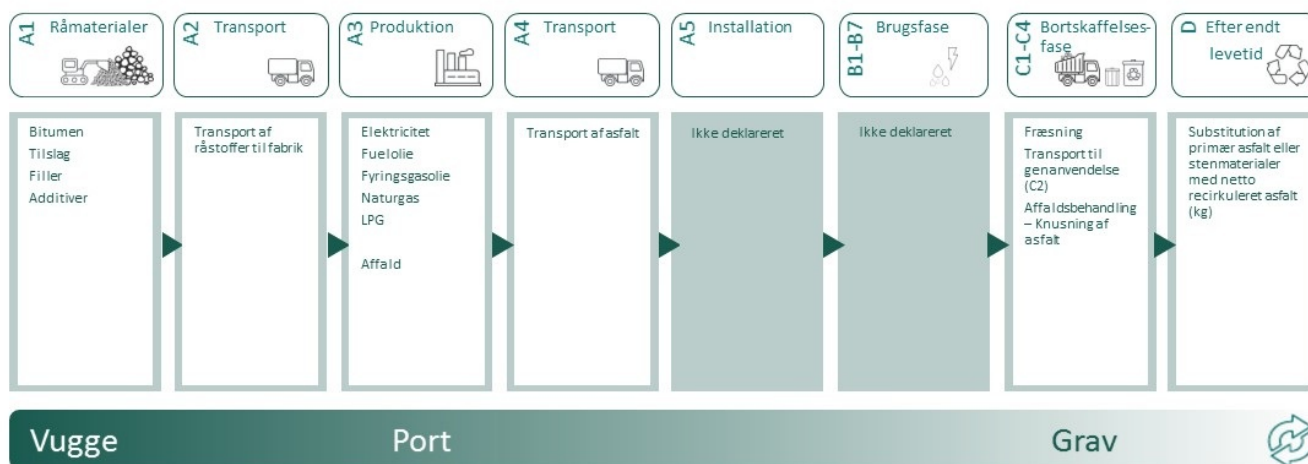 A1 Råmaterialer
A2 Transport
A3 Produktion
A4 Transport
A5 Installation
B1-B7 Brugsfase
C1-C4 Bortskaffelses-
fase
D Efter endt
levetid
Bitumen
Tilslag
Filler
Additiver
Transport af
råstoffer til fabrik
Elektricitet
Fuelolie
Fyringsgasolie
Naturgas
LPG
Affald
Transport af asfalt
Ikke deklareret
Ikke deklareret
Fræsning
Transport til
genanvendelse
(C2)
Affaldsbehandling
– Knusning af
asfalt
Substitution af
primær asfalt eller
stenmaterialer
med netto
recirkuleret asfalt
(kg)
Vugge
Port
Grav